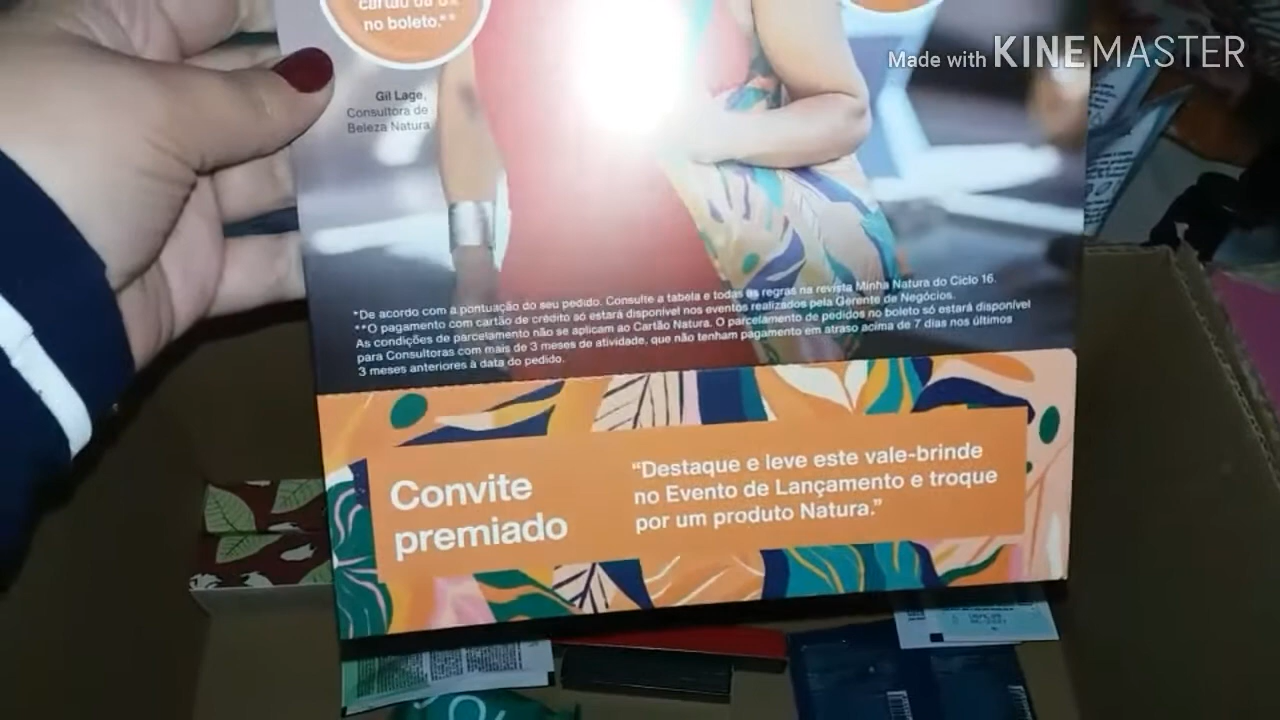 cartão ou
no boleto.**
Made with KINEMASTER
Gil Lage,
Consultora de
Beleza Natura
*De acordo com a pontuação do seu pedido. Consulte a tabela e todas as regras na revista Minha Natura do Ciclo 16.
**O pagamento com cartão de crédito só estará disponível nos eventos realizados pela Gerente de Negócios.
As condições de parcelamento não se aplicam ao Cartão Natura. O parcelamento de pedidos no boleto só estará disponível
para Consultoras com mais de 3 meses de atividade, que não tenham pagamento em atraso acima de 7 dias nos últimos
3 meses anteriores à data do pedido.
Convite
premiado
“Destaque e leve este vale-brinde
no Evento de Lançamento e troque
por um produto Natura.”